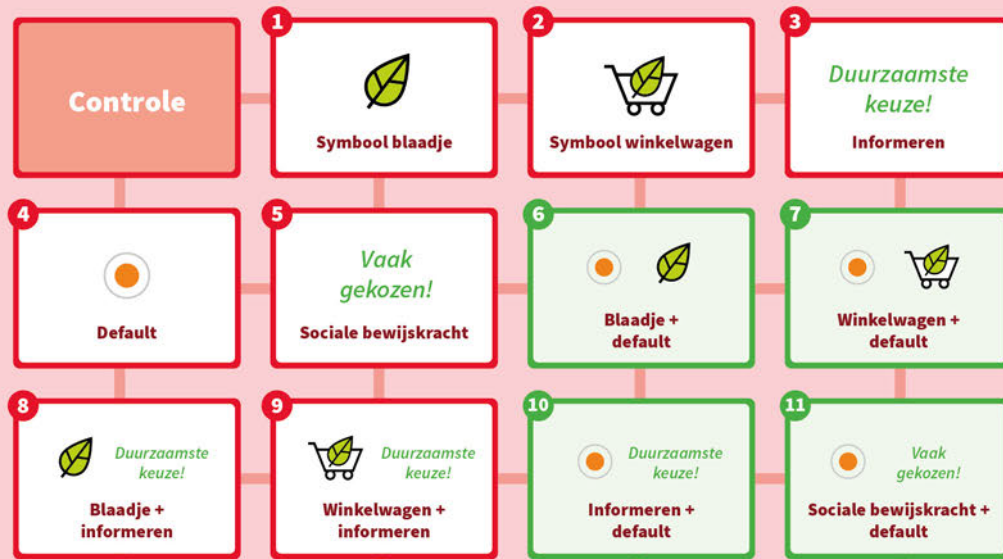 Controle
1
Symbool blaadje
2
Symbool winkelwagen
3
Duurzaamste
keuze!
Informeren
4
Default
5
Vaak
gekozen!
Sociale bewijskracht
6
Blaadje +
default
7
Winkelwagen +
default
8
Duurzaamste
keuze!
Blaadje +
informeren
9
Duurzaamste
keuze!
Winkelwagen +
informeren
10
Duurzaamste
keuze!
Informeren +
default
11
Vaak
gekozen!
Sociale bewijskracht +
default